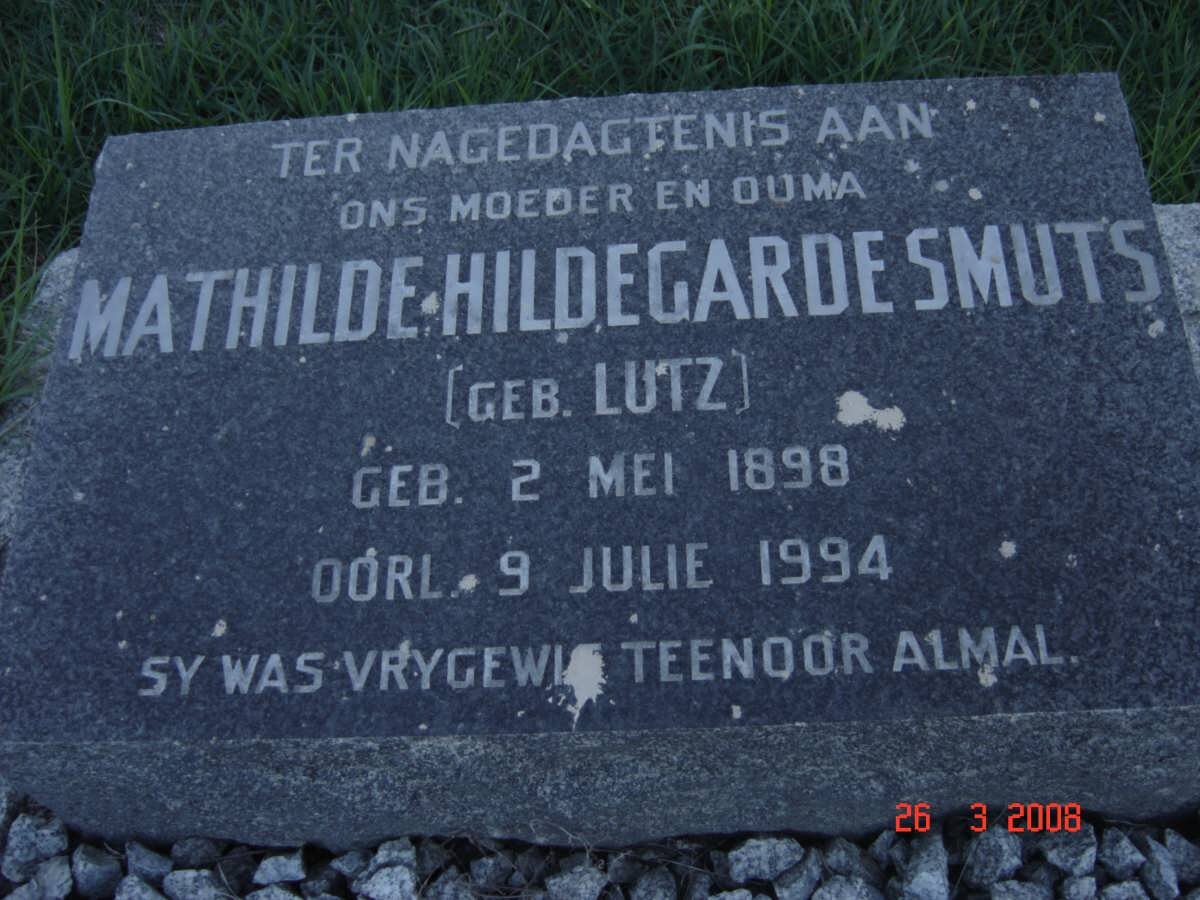 TER NAGEDAGTENIS AAN
ONS MOEDER EN OUMA
MATHILDE HILDEGARDE SMUTS
[GEB. LUTZ]
GEB. 2 MEI 1898
OORL. 9 JULIE 1994
SY WAS TEENOOR ALMAL.
26 3 2008